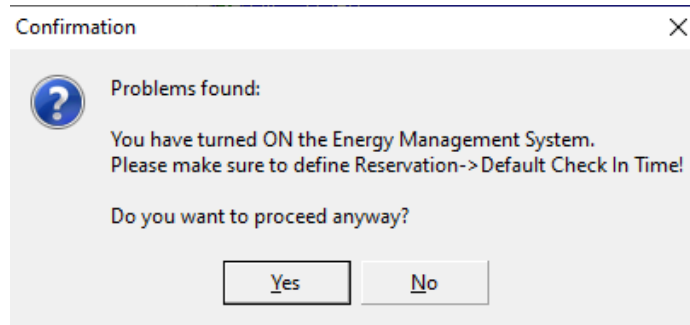 Confirmation
Problems found:
You have turned ON the Energy Management System.
Please make sure to define Reservation->Default Check In Time!
Do you want to proceed anyway?
Yes
No